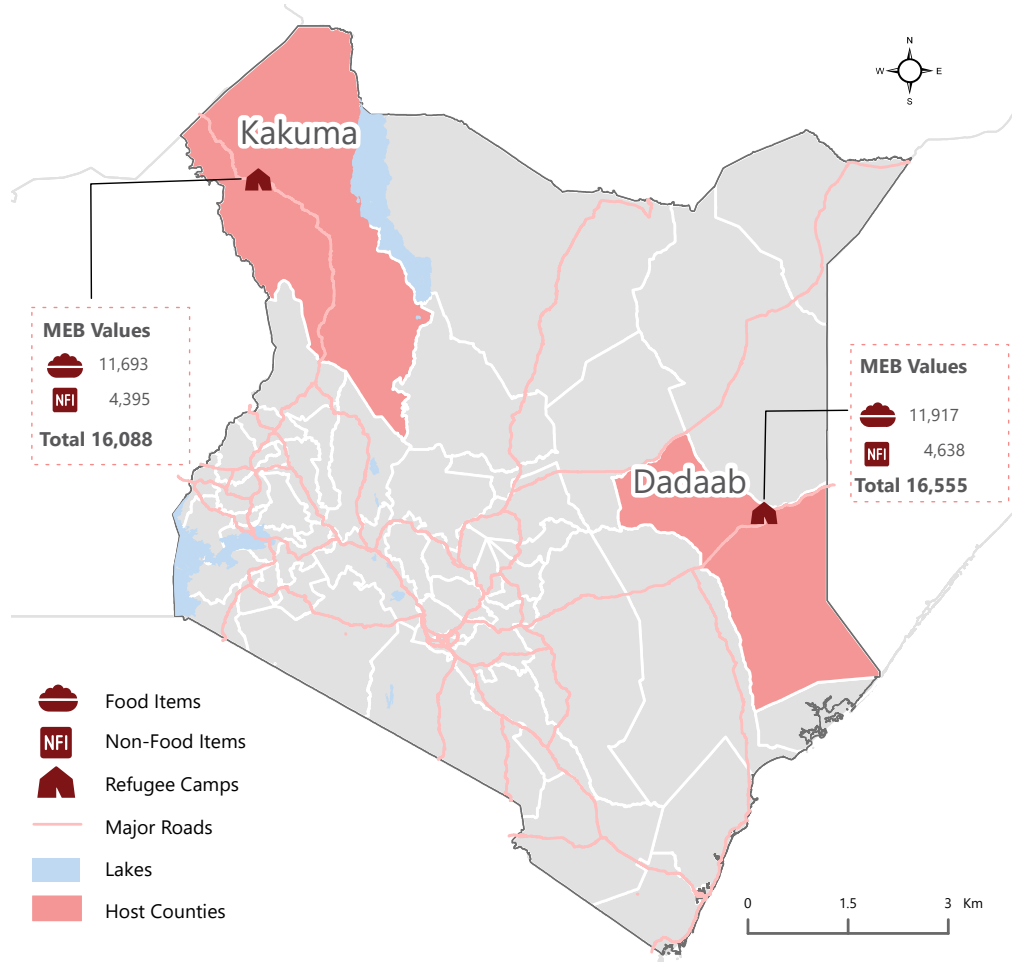 N
W E
S
Kakuma
MEB Values
11,693
NFI 4,395
Total 16,088
MEB Values
11,917
NFI 4,638
Total 16,555
Dadaab
Food Items
NFI Non-Food Items
Refugee Camps
Major Roads
Lakes
Host Counties
0 1.5 3 Km